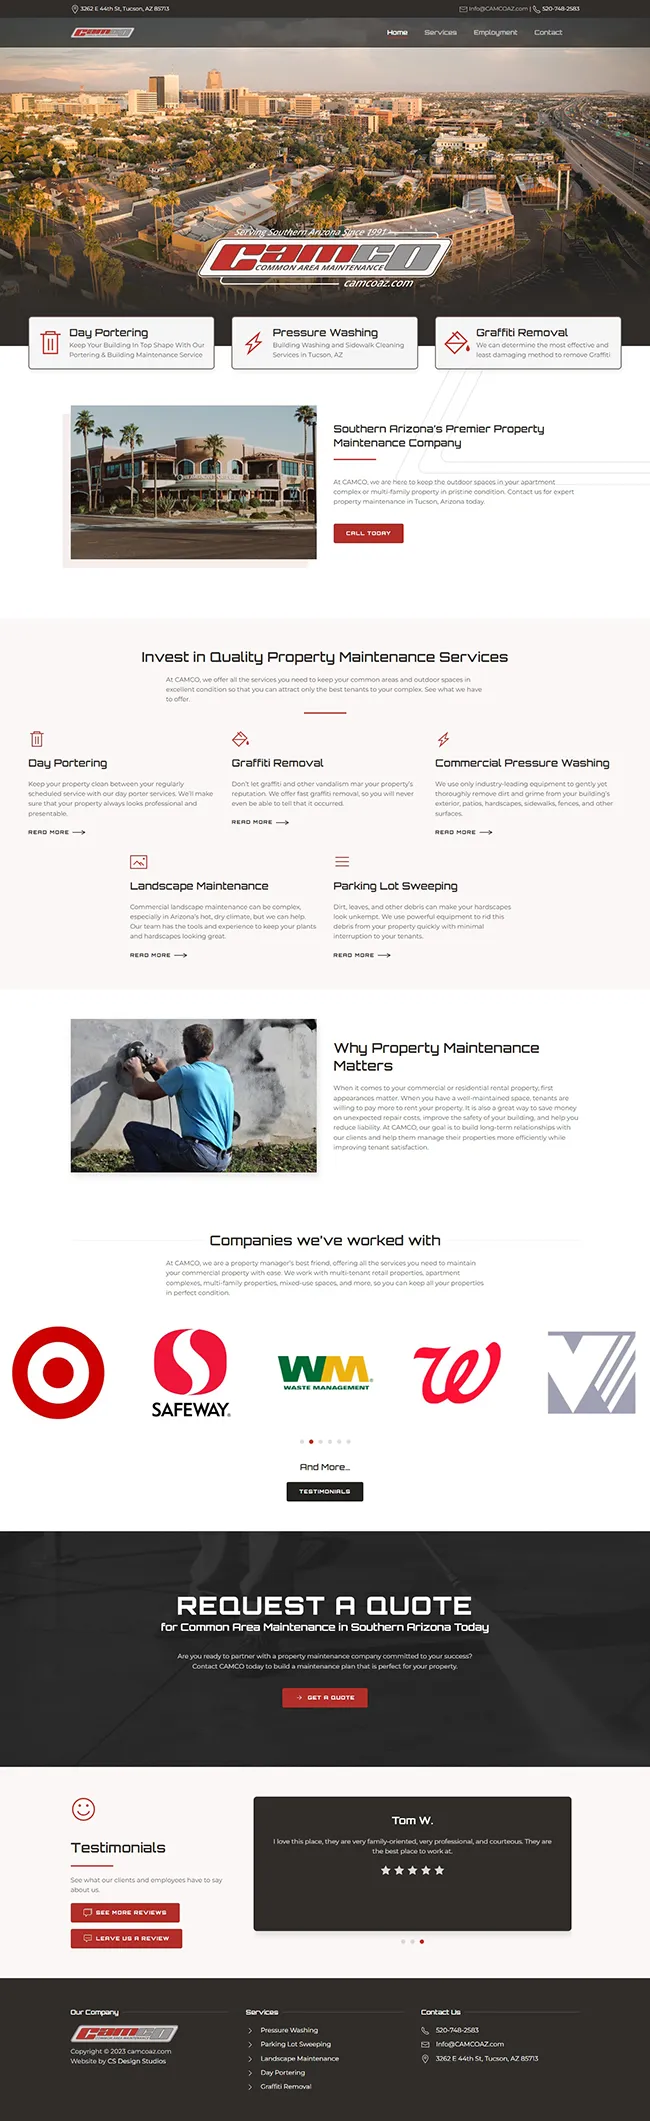 3262 E 44th St, Tucson, AZ 85713
Info@CAMCOAZ.com | 520-748-2583
camco
Home Services Employment Contact
Serving Southern Arizona Since 1991
camco
COMMON AREA MAINTENANCE
camcoaz.com
Day Portering
Keep Your Building In Top Shape With Our
Portering & Building Maintenance Service
Pressure Washing
Building Washing and Sidewalk Cleaning
Services in Tucson, AZ
Graffiti Removal
We can determine the most effective and
least damaging method to remove Graffiti
Southern Arizona's Premier Property
Maintenance Company
At CAMCO, we are here to keep the outdoor spaces in your apartment
complex or multi-family property in pristine condition. Contact us for expert
property maintenance in Tucson, Arizona today.
CALL TODAY
Invest in Quality Property Maintenance Services
At CAMCO, we offer all the services you need to keep your common areas and outdoor spaces in
excellent condition so that you can attract only the best tenants to your complex. See what we have
to offer.
Day Portering
Keep your property clean between your regularly
scheduled service with our day porter services. We'll make
sure that your property always looks professional and
presentable.
READ MORE
Graffiti Removal
Don't let graffiti and other vandalism mar your property's
reputation. We offer fast graffiti removal, so you will never
even be able to tell that it occurred.
READ MORE
Commercial Pressure Washing
We use only industry-leading equipment to gently yet
thoroughly remove dirt and grime from your building's
exterior, patios, hardscapes, sidewalks, fences, and other
surfaces.
READ MORE
Landscape Maintenance
Commercial landscape maintenance can be complex,
especially in Arizona's hot, dry climate, but we can help.
Our team has the tools and experience to keep your plants
and hardscapes looking great.
READ MORE
Parking Lot Sweeping
Dirt, leaves, and other debris can make your hardscapes
look unkempt. We use powerful equipment to rid this
debris from your property quickly with minimal
interruption to your tenants.
READ MORE
Why Property Maintenance
Matters
When it comes to your commercial or residential rental property, first
appearances matter. When you have a well-maintained space, tenants are
willing to pay more to rent your property. It is also a great way to save money
on unexpected repair costs, improve the safety of your building, and help you
reduce liability. At CAMCO, our goal is to build long-term relationships with
our clients and help them manage their properties more efficiently while
improving tenant satisfaction.
Companies we've worked with
At CAMCO, we are a property manager's best friend, offering all the services you need to maintain
your commercial property with ease. We work with multi-tenant retail properties, apartment
complexes, multi-family properties, mixed-use spaces, and more, so you can keep all your properties
in perfect condition.
SAFEWAY
WM
WASTE MANAGEMENT
W
And More...
TESTIMONIALS
REQUEST A QUOTE
for Common Area Maintenance in Southern Arizona Today
Are you ready to partner with a property maintenance company committed to your success?
Contact CAMCO today to build a maintenance plan that is perfect for your property.
GET A QUOTE
Testimonials
See what our clients and employees have to say
about us.
SEE MORE REVIEWS
LEAVE US A REVIEW
Tom W.
I love this place, they are very family-oriented, very professional, and courteous. They are
the best place to work at.
Our Company
camco
COMMON AREA MAINTENANCE
Copyright © 2023 camcoaz.com
Website by CS Design Studios
Services
Pressure Washing
Parking Lot Sweeping
Landscape Maintenance
Day Portering
Graffiti Removal
Contact Us
520-748-2583
Info@CAMCOAZ.com
3262 E 44th St, Tucson, AZ 85713